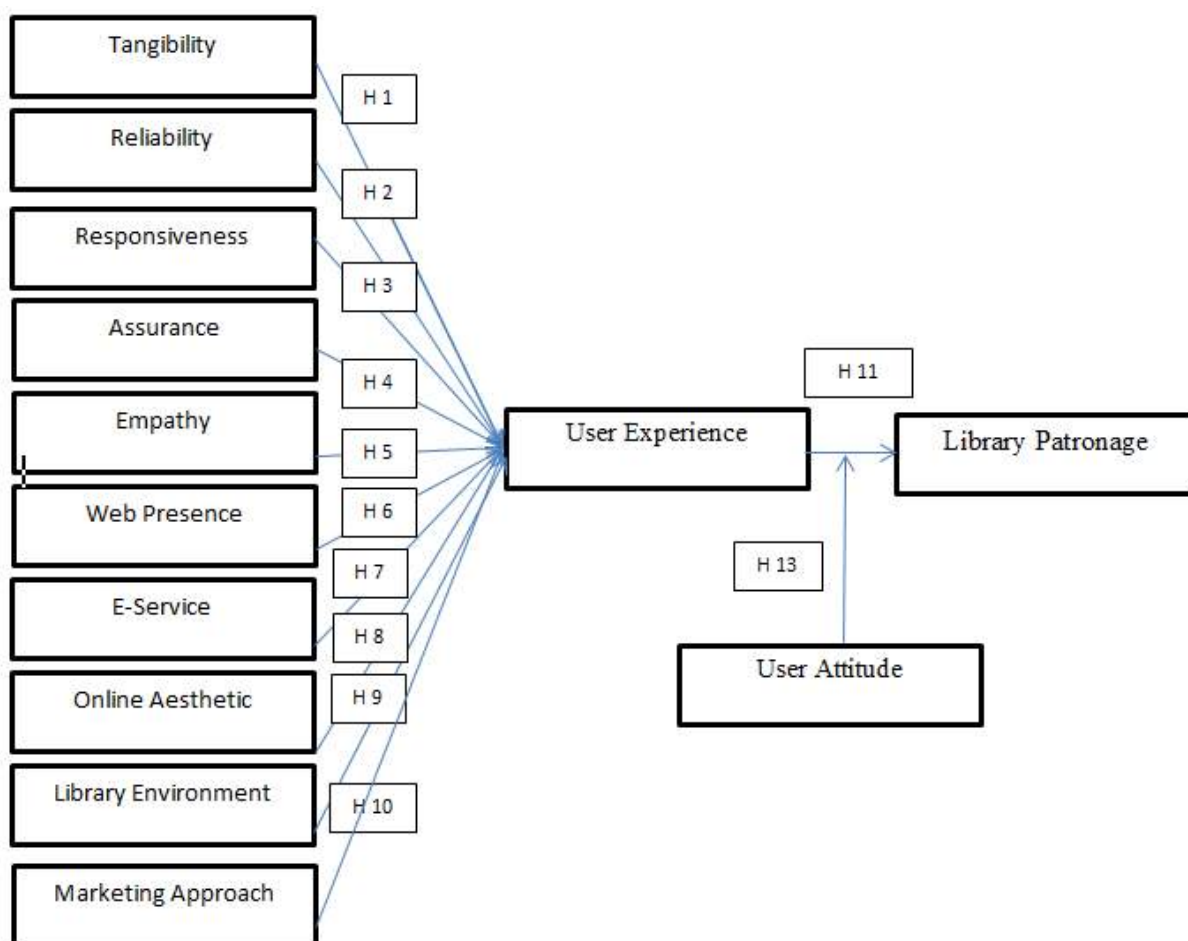 Tangibility
H 1
Reliability
H 2
Responsiveness
H 3
Assurance
H 4
Empathy
H 5
Web Presence
H 6
E-Service
H 7
Online Aesthetic
H 8
Library Environment
H 9
Marketing Approach
H 10
User Experience
H 11
Library Patronage
H 13
User Attitude